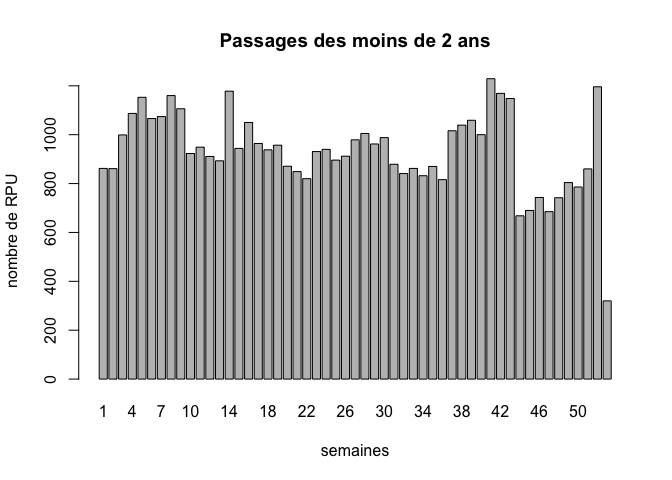 Passages des moins de 2 ans
nombre de RPU
0 200 400 600 800 1000
1 4 7 10 14 18 22 26 30 34 38 42 46 50
semaines